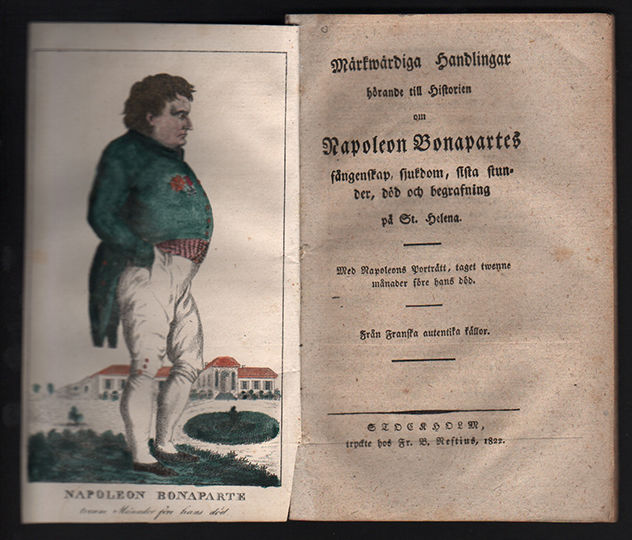 NAPOLEON BONAPARTE
twenne Månader före hans död
Märkwärdiga Handlingar
hörande till Historien
om
Napoleon Bonapartes
fångenskap, sjukdom, sista stun-
der, död och begrafning
på St. Helena.
Med Napoleons Porträtt, taget twenne
månader före hans död.
Från Franska autentika källor.
STOCKHOLM,
tryckte hos Fr. B. Nestius, 1822.